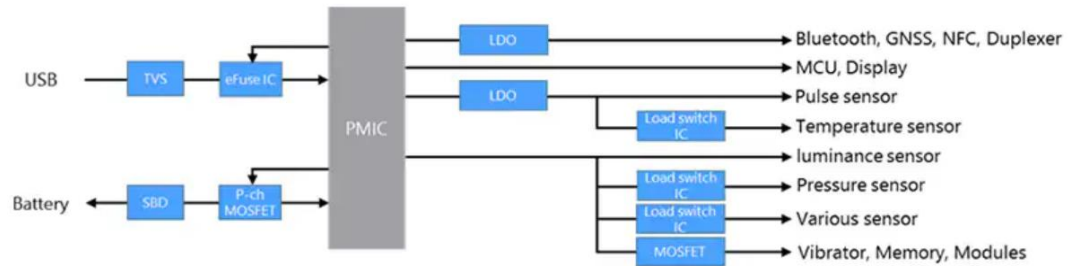 LDO
Bluetooth, GNSS, NFC, Duplexer
MCU, Display
USB
TVS
eFuse IC
LDO
Pulse sensor
PMIC
Load switch
IC
Temperature sensor
luminance sensor
Battery
SBD
P-ch
MOSFET
Load switch
IC
Pressure sensor
Load switch
IC
Various sensor
MOSFET
Vibrator, Memory, Modules